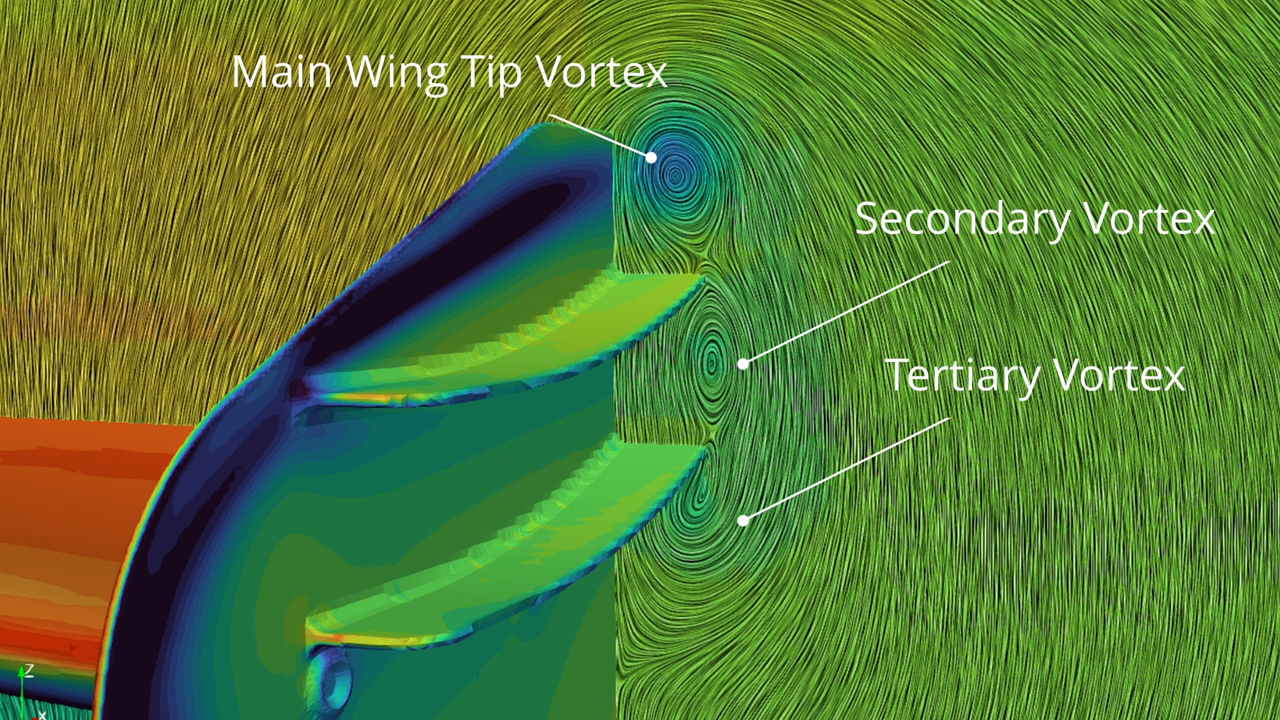 Main Wing Tip Vortex
Secondary Vortex
Tertiary Vortex
Z
x